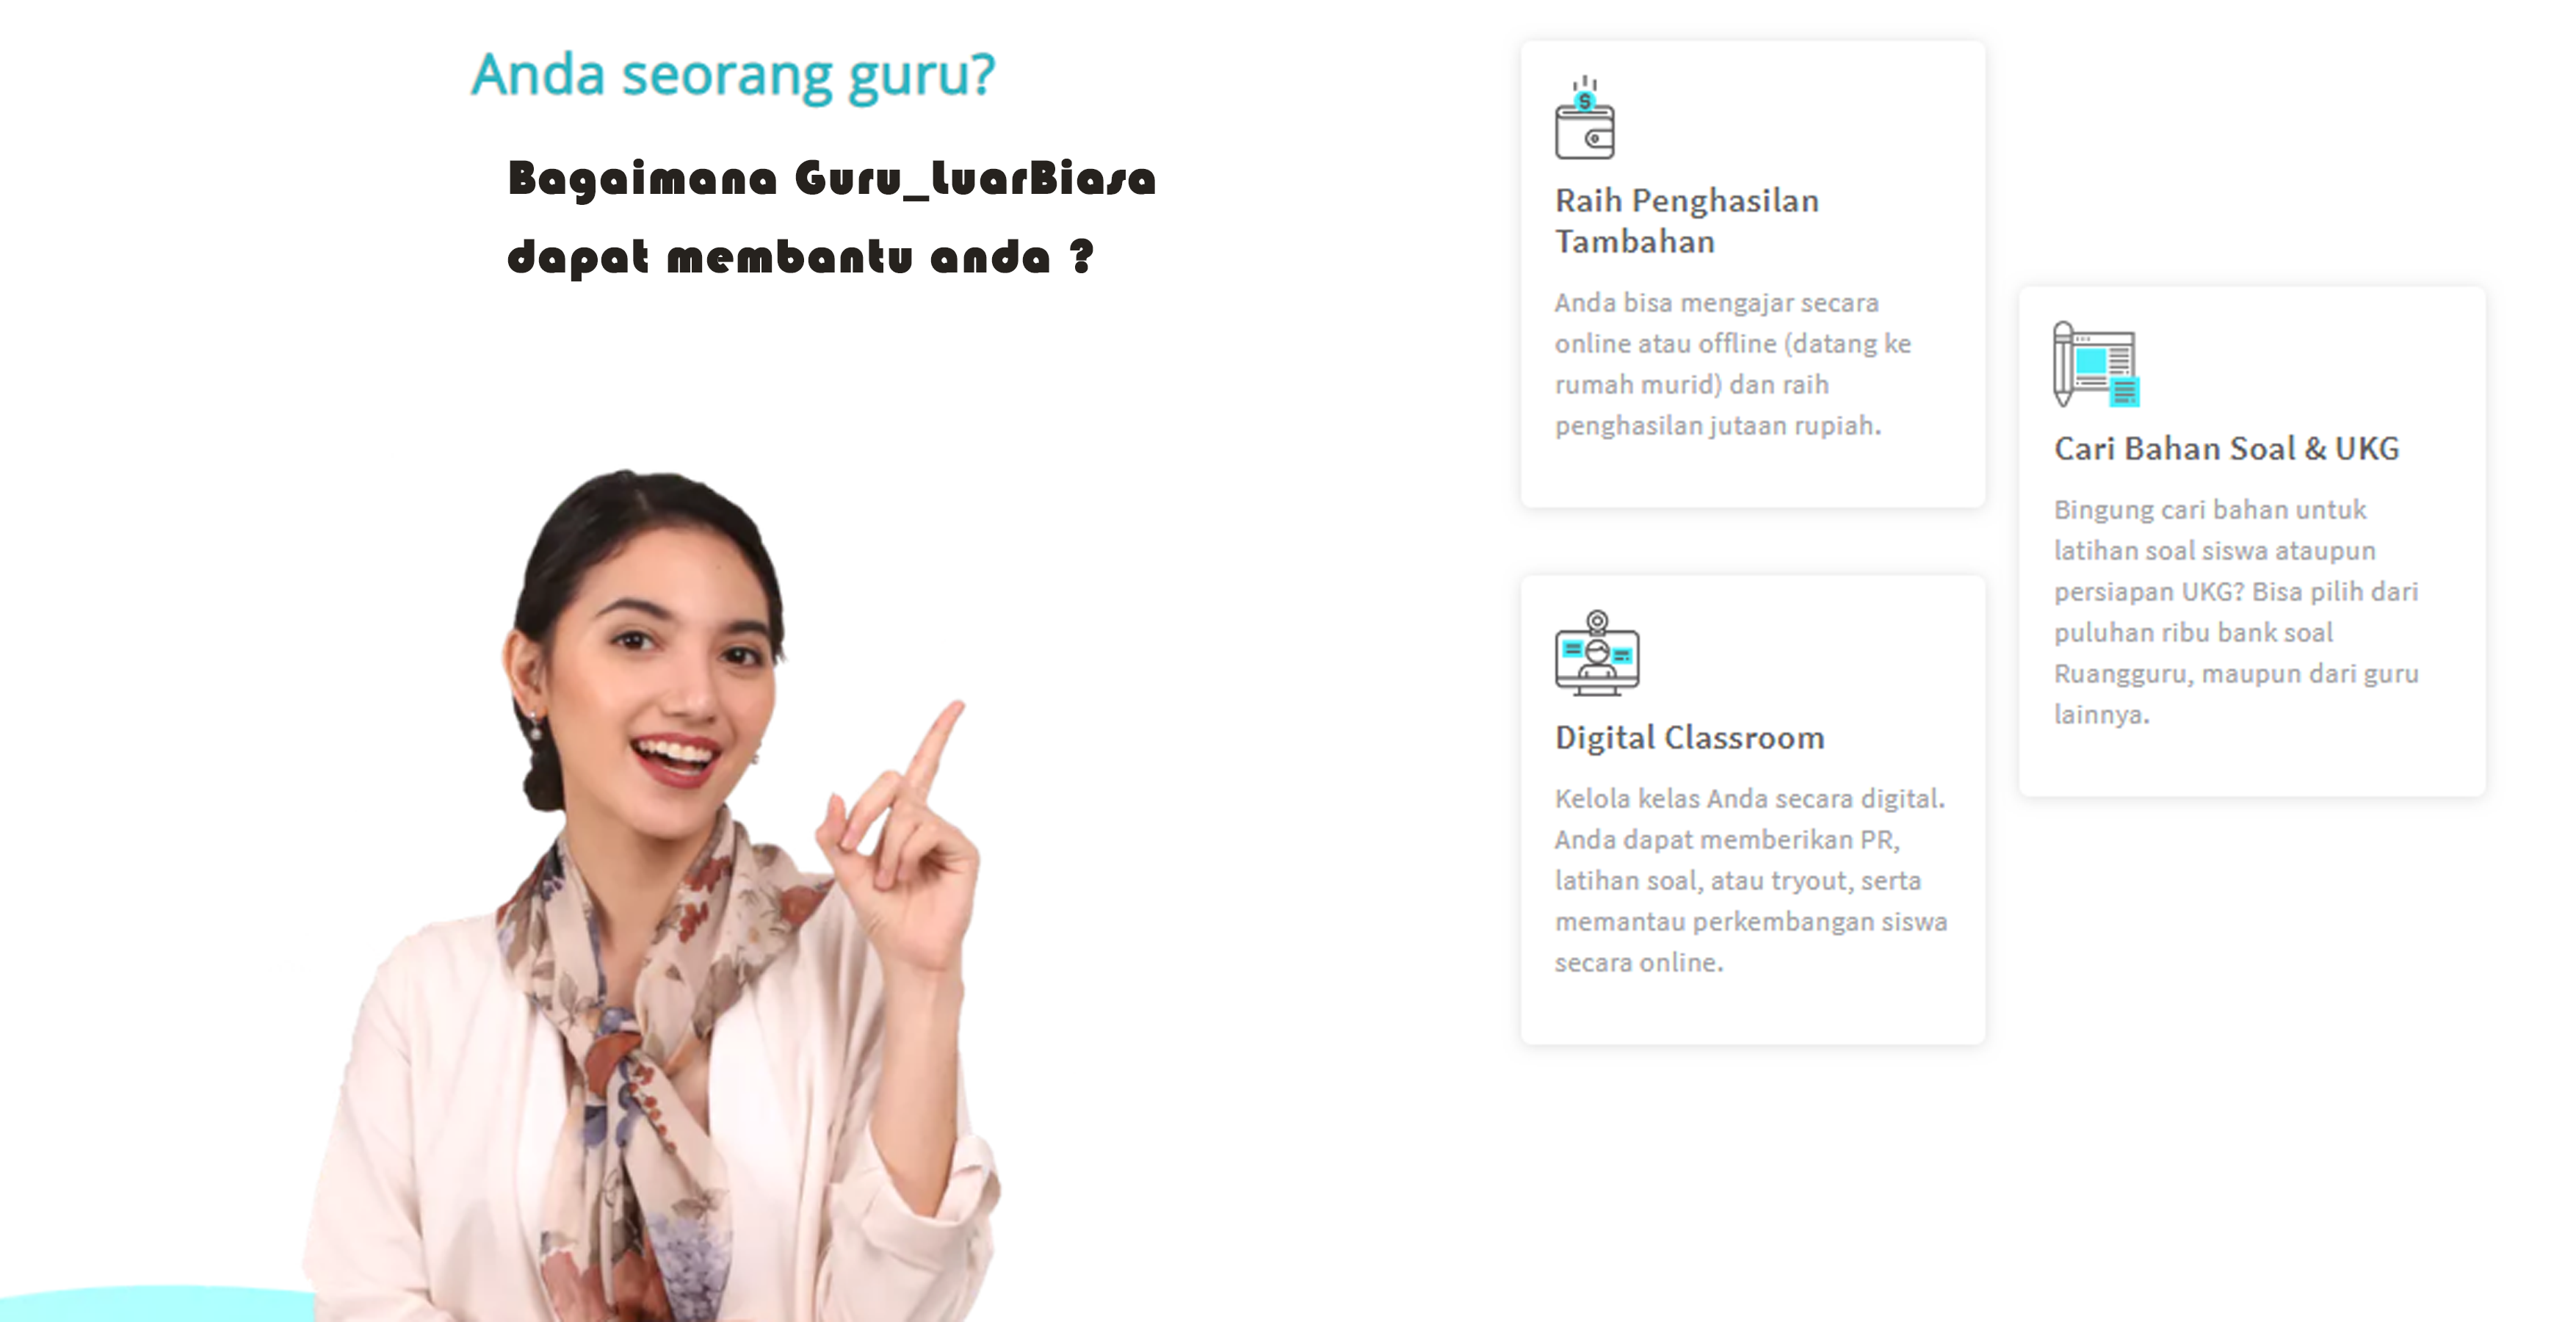 Anda seorang guru?
Bagaimana Guru_LuarBiasa
dapat membantu anda ?
Raih Penghasilan
Tambahan
Anda bisa mengajar secara
online atau offline (datang ke
rumah murid) dan raih
penghasilan jutaan rupiah.
Cari Bahan Soal & UKG
Bingung cari bahan untuk
latihan soal siswa ataupun
persiapan UKG? Bisa pilih dari
puluhan ribu bank soal
Ruangguru, maupun dari guru
lainnya.
Digital Classroom
Kelola kelas Anda secara digital.
Anda dapat memberikan PR,
latihan soal, atau tryout, serta
memantau perkembangan siswa
secara online.